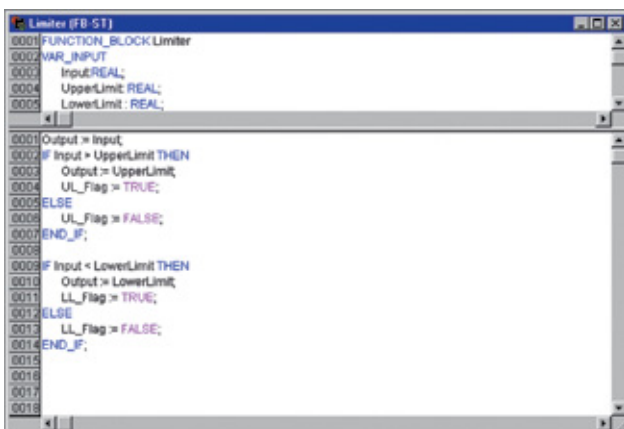 Limiter (FB-ST)
0001 FUNCTION_BLOCK Limiter
0002 VAR_INPUT
0003 Input:REAL;
0004 UpperLimit: REAL;
0005 LowerLimit : REAL;
0001 Output := Input;
0002 IF Input > UpperLimit THEN
0003 Output := UpperLimit;
0004 UL_Flag := TRUE;
0005 ELSE
0006 UL_Flag := FALSE;
0007 END_IF;
0008
0009 IF Input < LowerLimit THEN
0010 Output := LowerLimit;
0011 LL_Flag := TRUE;
0012 ELSE
0013 LL_Flag := FALSE;
0014 END_IF;
0015
0016
0017
0018